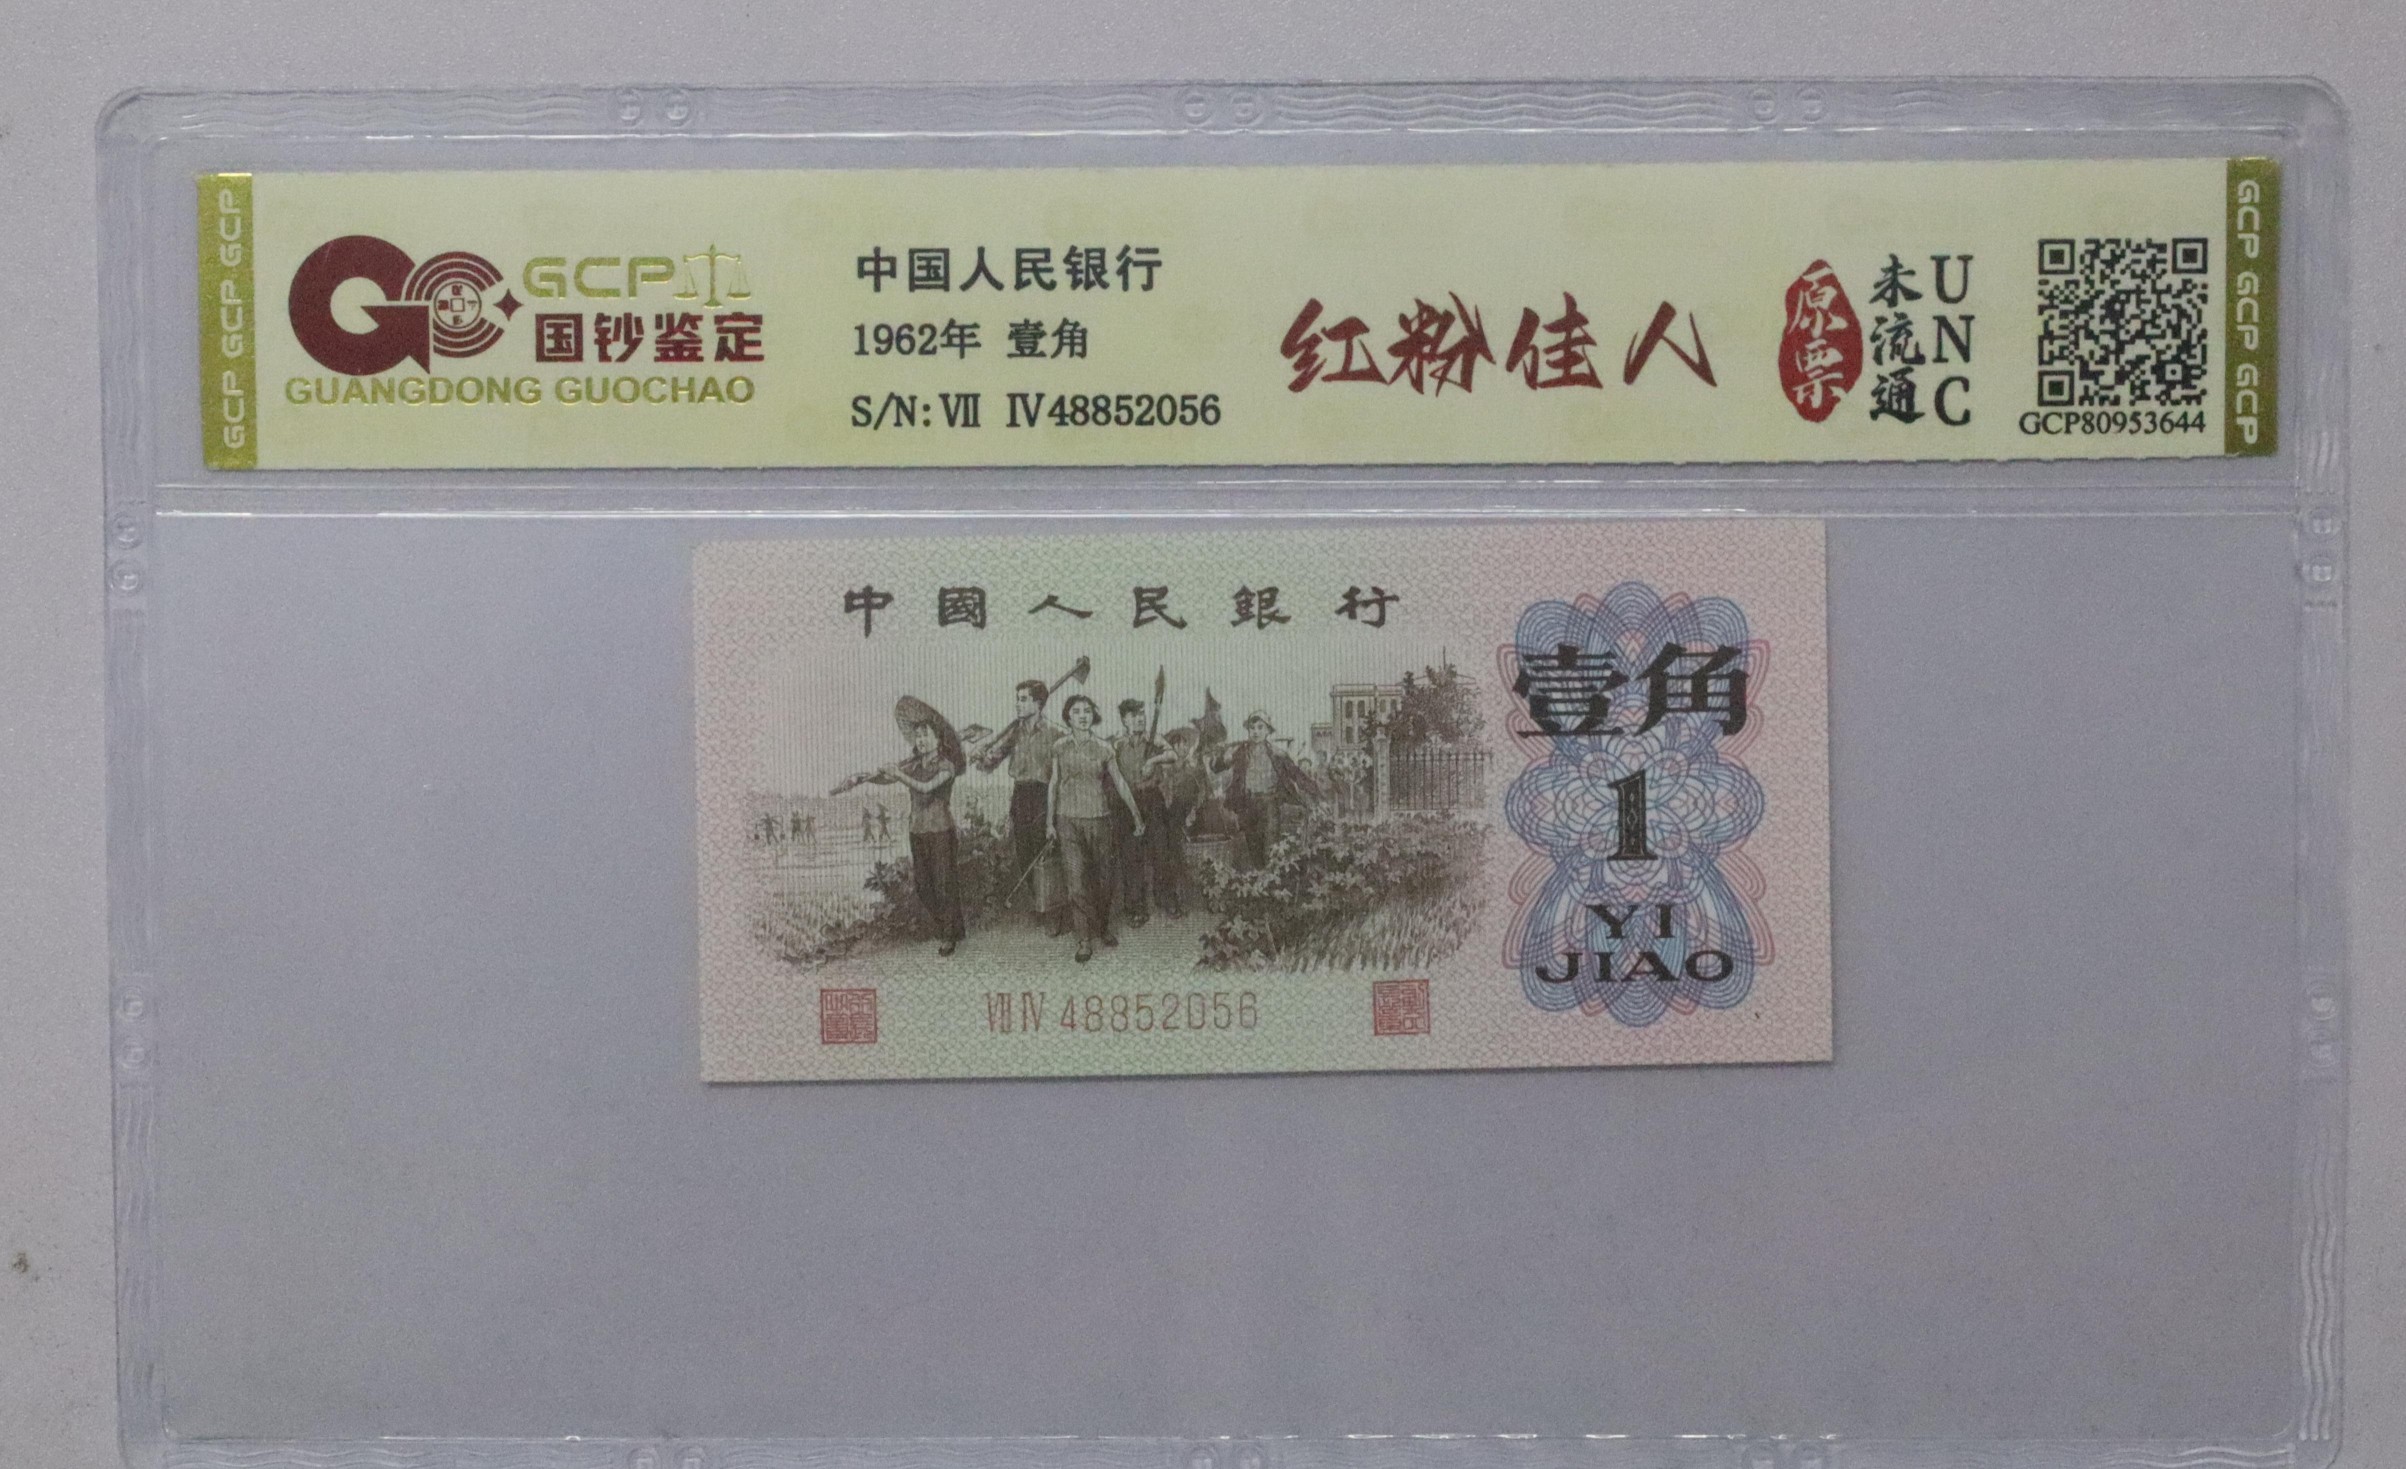 GCP GCP GCP
GCP
国钞鉴定
GUANGDONG GUOCHAO
中国人民银行
1962年 壹角
S/N: Ⅶ Ⅳ48852056
红粉佳人
原票
未流通
UNC
GCP80953644
GCP GCP GCP
中國人民銀行
壹角
1
YI
JIAO
ⅦⅣ 48852056